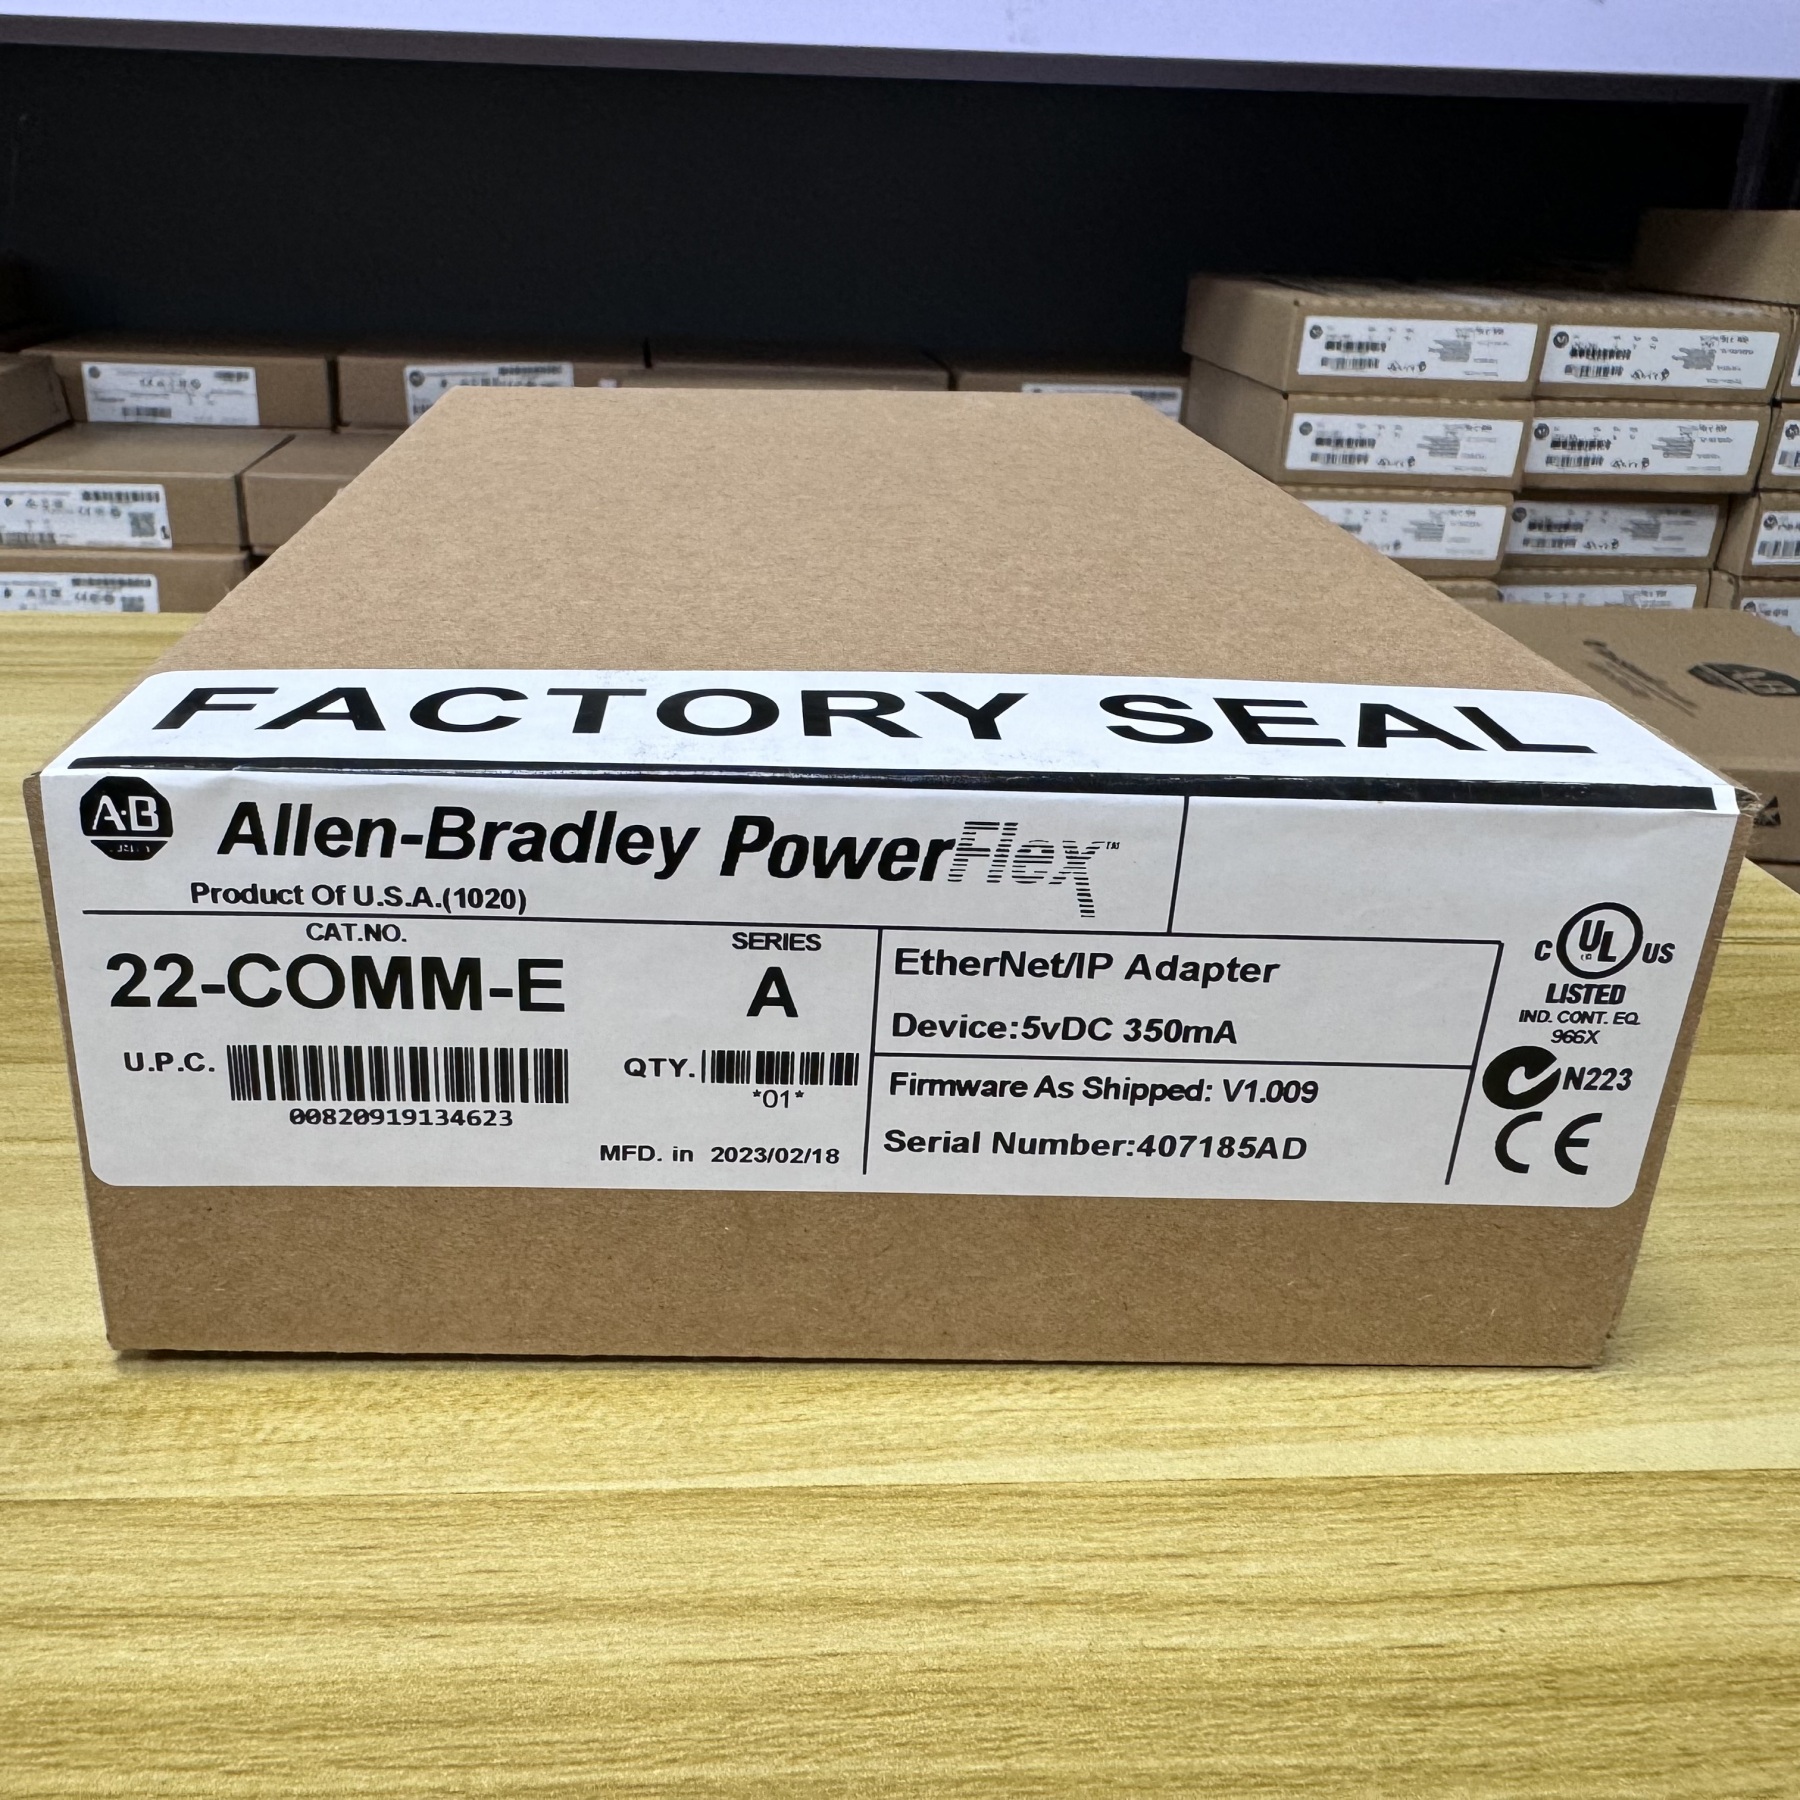 FACTORY SEAL
A·B
Allen-Bradley PowerFlex™
Product Of U.S.A.(1020)
CAT.NO.
22-COMM-E
SERIES
A
U.P.C.
00820919134623
QTY.
*01*
MFD. in 2023/02/18
EtherNet/IP Adapter
Device:5vDC 350mA
Firmware As Shipped: V1.009
Serial Number:407185AD
C UL US
LISTED
IND. CONT. EQ.
966X
N223
CE